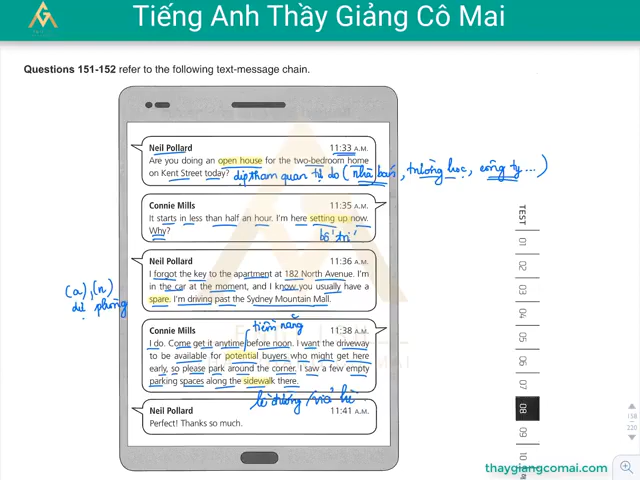 Tiếng Anh Thầy Giảng Cô Mai
Questions 151-152 refer to the following text-message chain.
Neil Pollard 11:33 A.M.
Are you doing an open house for the two-bedroom home
on Kent Street today?
dịp tham quan tự do (nhà bán, trường học, công ty ...)
Connie Mills 11:35 A.M.
It starts in less than half an hour. I'm here setting up now.
Why?
bố trí
Neil Pollard 11:36 A.M.
I forgot the key to the apartment at 182 North Avenue. I'm
in the car at the moment, and I know you usually have a
spare. I'm driving past the Sydney Mountain Mall.
(a), (n)
dự phòng
Connie Mills 11:38 A.M.
tiềm năng
I do. Come get it anytime before noon. I want the driveway
to be available for potential buyers who might get here
early, so please park around the corner. I saw a few empty
parking spaces along the sidewalk there.
lề đường / vỉa hè
Neil Pollard 11:41 A.M.
Perfect! Thanks so much.
TEST
01
02
03
04
05
06
07
08
09
10
158
220
thaygiangcomai.com